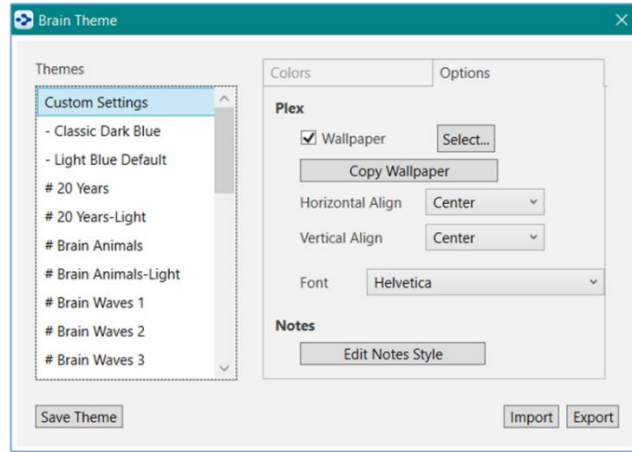 Brain Theme
Themes
Custom Settings
- Classic Dark Blue
- Light Blue Default
# 20 Years
# 20 Years-Light
# Brain Animals
# Brain Animals-Light
# Brain Waves 1
# Brain Waves 2
# Brain Waves 3
Save Theme
Colors Options
Plex
Wallpaper Select...
Copy Wallpaper
Horizontal Align Center
Vertical Align Center
Font Helvetica
Notes
Edit Notes Style
Import Export